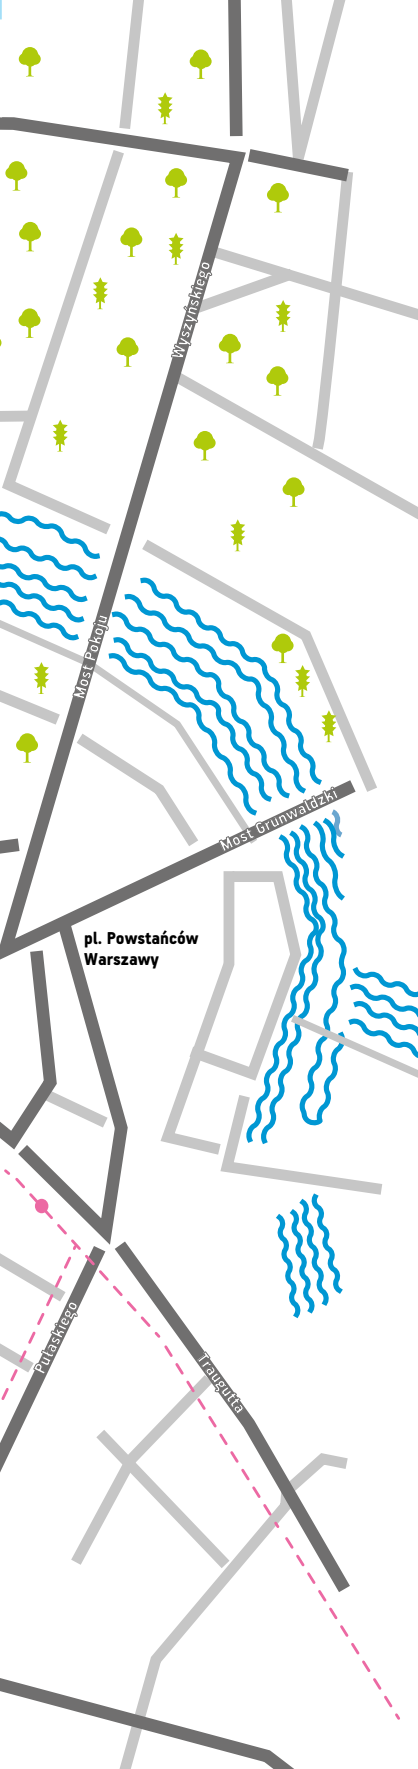 Wyszyńskiego
Most Pokoju
Most Grunwaldzki
pl. Powstańców
Warszawy
Pułaskiego
Traugutta